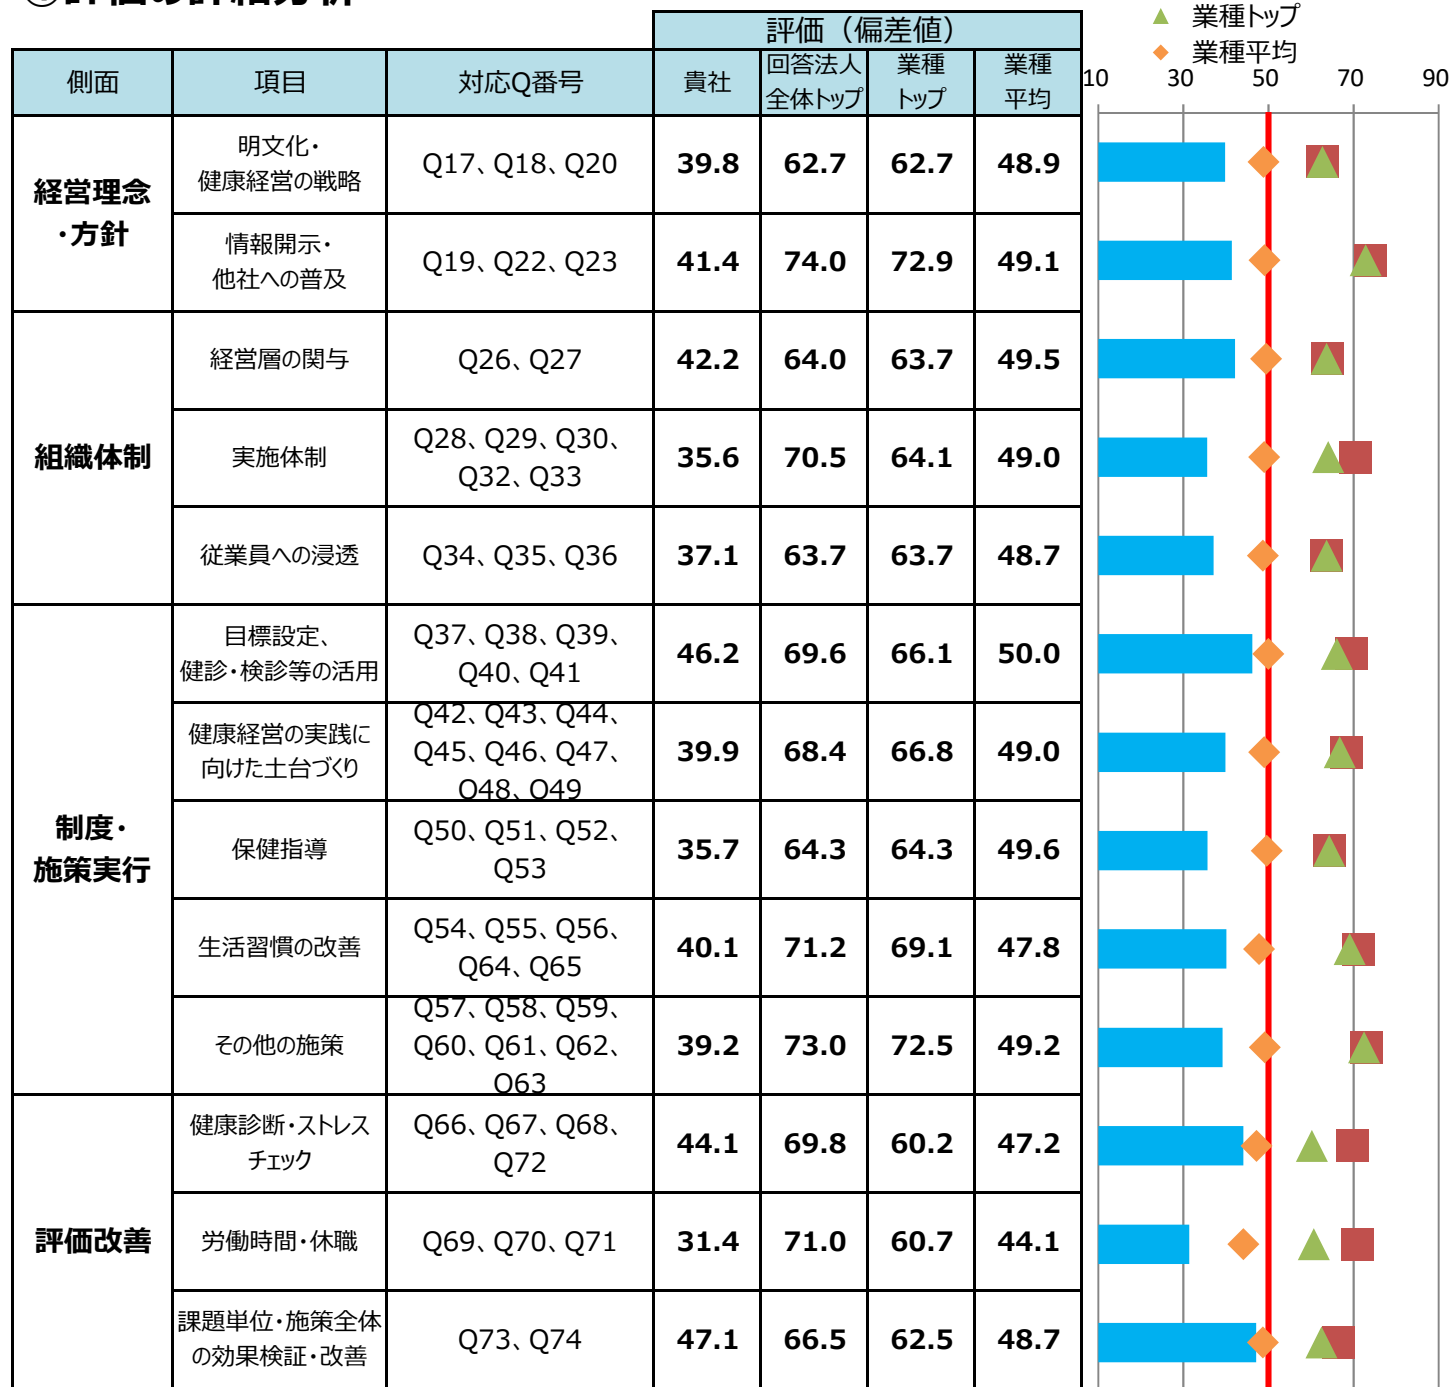 評価（偏差値）
▲ 業種トップ
◆ 業種平均
側面 項目 対応Q番号 貴社 回答法人 業種 業種
全体トップ トップ 平均
10 30 50 70 90
経営理念
・方針
明文化・
健康経営の戦略
Q17、Q18、Q20
39.8 62.7 62.7 48.9
情報開示・
他社への普及
Q19、Q22、Q23
41.4 74.0 72.9 49.1
組織体制
経営層の関与
Q26、Q27
42.2 64.0 63.7 49.5
実施体制
Q28、Q29、Q30、
Q32、Q33
35.6 70.5 64.1 49.0
従業員への浸透
Q34、Q35、Q36
37.1 63.7 63.7 48.7
制度・
施策実行
目標設定、
健診・検診等の活用
Q37、Q38、Q39、
Q40、Q41
46.2 69.6 66.1 50.0
健康経営の実践に
向けた土台づくり
Q42、Q43、Q44、
Q45、Q46、Q47、
Q48、Q49
39.9 68.4 66.8 49.0
保健指導
Q50、Q51、Q52、
Q53
35.7 64.3 64.3 49.6
生活習慣の改善
Q54、Q55、Q56、
Q64、Q65
40.1 71.2 69.1 47.8
その他の施策
Q57、Q58、Q59、
Q60、Q61、Q62、
Q63
39.2 73.0 72.5 49.2
評価改善
健康診断・ストレス
チェック
Q66、Q67、Q68、
Q72
44.1 69.8 60.2 47.2
労働時間・休職
Q69、Q70、Q71
31.4 71.0 60.7 44.1
課題単位・施策全体
の効果検証・改善
Q73、Q74
47.1 66.5 62.5 48.7